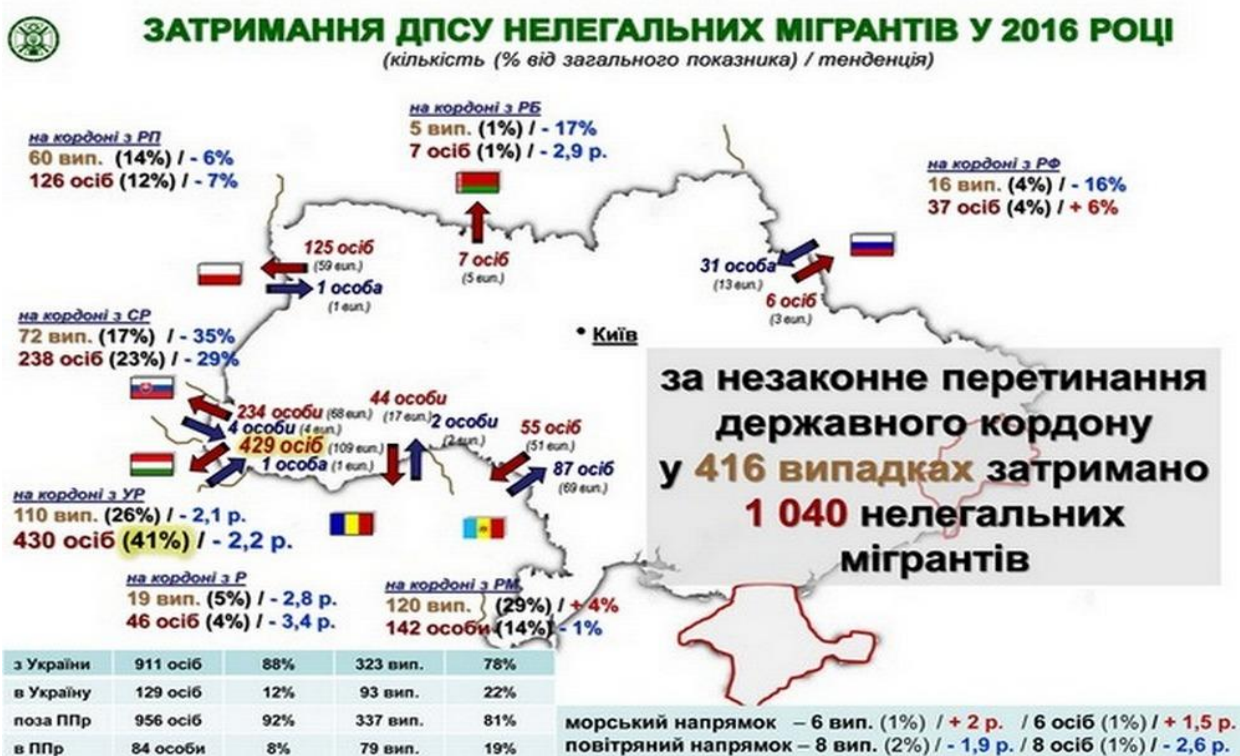 ЗАТРИМАННЯ ДПСУ НЕЛЕГАЛЬНИХ МІГРАНТІВ У 2016 РОЦІ
(кількість (% від загального показника) / тенденція)
на кордоні з РП
60 вип. (14%) / - 6%
126 осіб (12%) / - 7%
на кордоні з РБ
5 вип. (1%) / - 17%
7 осіб (1%) / - 2,9 р.
на кордоні з РФ
16 вип. (4%) / - 16%
37 осіб (4%) / + 6%
125 осіб
(59 вип.)
1 особа
(1 вип.)
7 осіб
(5 вип.)
31 особа
(13 вип.)
6 осіб
(3 вип.)
на кордоні з СР
72 вип. (17%) / - 35%
238 осіб (23%) / - 29%
Київ
за незаконне перетинання
державного кордону
у 416 випадках затримано
1 040 нелегальних
мігрантів
234 особи (68 вип.)
4 особи (4 вип.)
429 осіб (109 вип.)
1 особа (1 вип.)
44 особи
(17 вип.)
2 особи
(2 вип.)
55 осіб
(51 вип.)
87 осіб
(69 вип.)
на кордоні з УР
110 вип. (26%) / - 2,1 р.
430 осіб (41%) / - 2,2 р.
на кордоні з Р
19 вип. (5%) / - 2,8 р.
46 осіб (4%) / - 3,4 р.
на кордоні з РМ
120 вип. (29%) / + 4%
142 особи (14%) - 1%
з України 911 осіб 88% 323 вип. 78%
в Україну 129 осіб 12% 93 вип. 22%
поза ППр 956 осіб 92% 337 вип. 81%
в ППр 84 особи 8% 79 вип. 19%
морський напрямок – 6 вип. (1%) / + 2 р. / 6 осіб (1%) / + 1,5 р.
повітряний напрямок – 8 вип. (2%) / - 1,9 р. / 8 осіб (1%) / - 2,6 р.